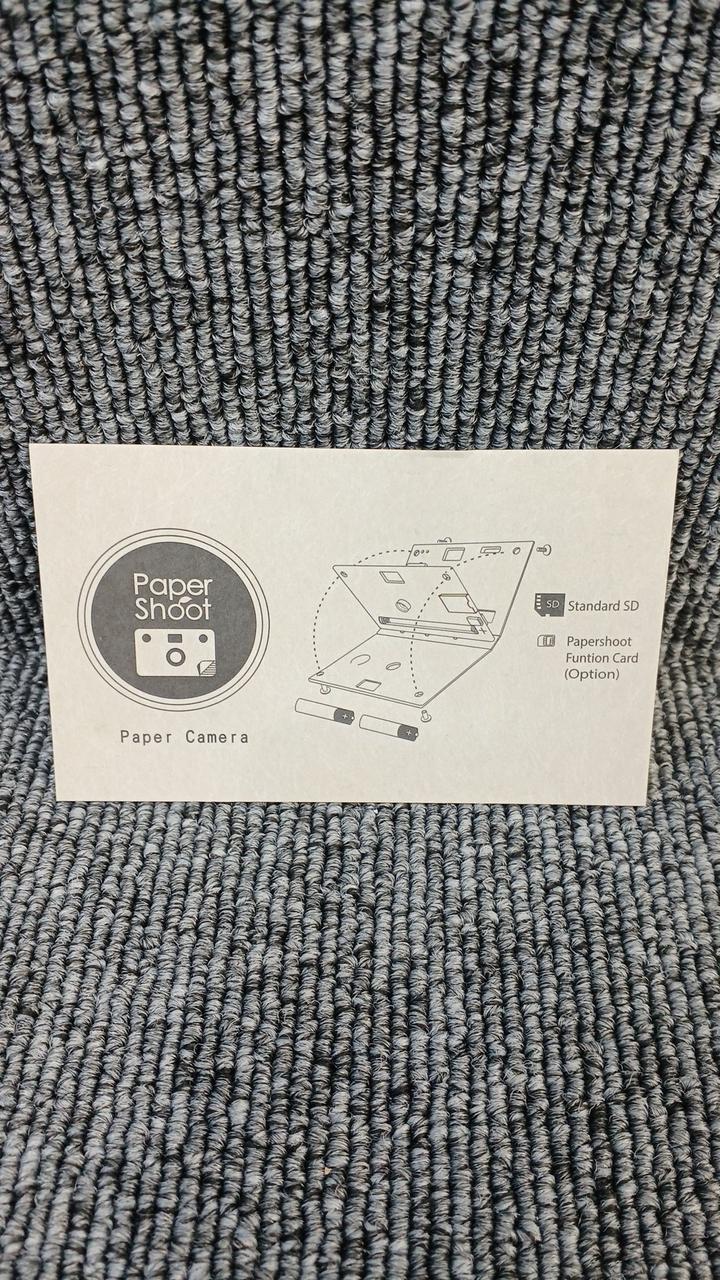 Paper
Shoot
Paper Camera
SD
Standard SD
Papershoot
Funtion Card
(Option)